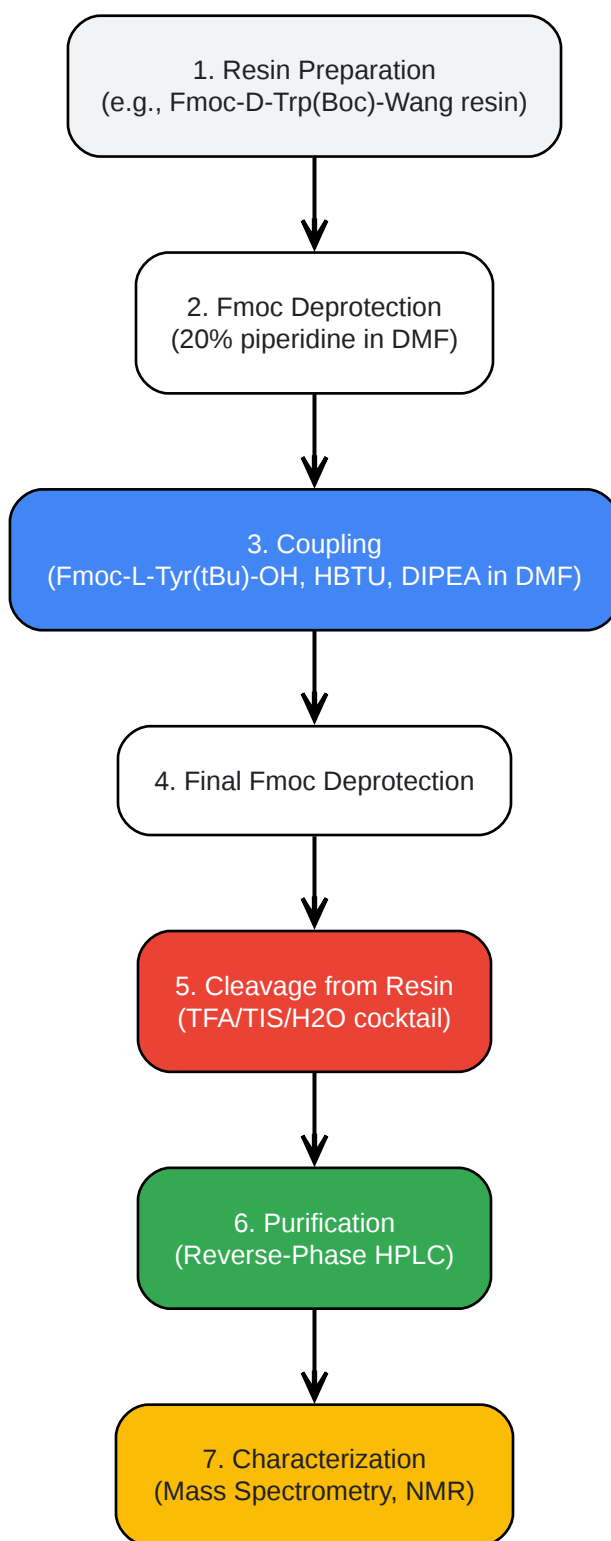 1. Resin Preparation
(e.g., Fmoc-D-Trp(Boc)-Wang resin)
2. Fmoc Deprotection
(20% piperidine in DMF)
3. Coupling
(Fmoc-L-Tyr(tBu)-OH, HBTU, DIPEA in DMF)
4. Final Fmoc Deprotection
5. Cleavage from Resin
(TFA/TIS/H2O cocktail)
6. Purification
(Reverse-Phase HPLC)
7. Characterization
(Mass Spectrometry, NMR)